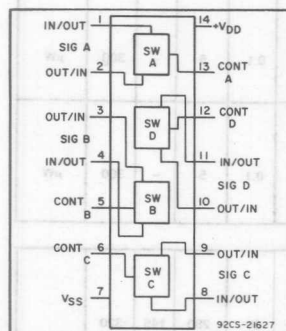 IN/OUT 1 14 +VDD
SIG A SW A
OUT/IN 2 13 CONT A
OUT/IN 3 12 CONT D
SIG B SW D
IN/OUT 4 11 IN/OUT
SIG D
CONT B 5 SW B 10 OUT/IN
CONT C 6 9 OUT/IN
SW C SIG C
VSS 7 8 IN/OUT
92CS-21627